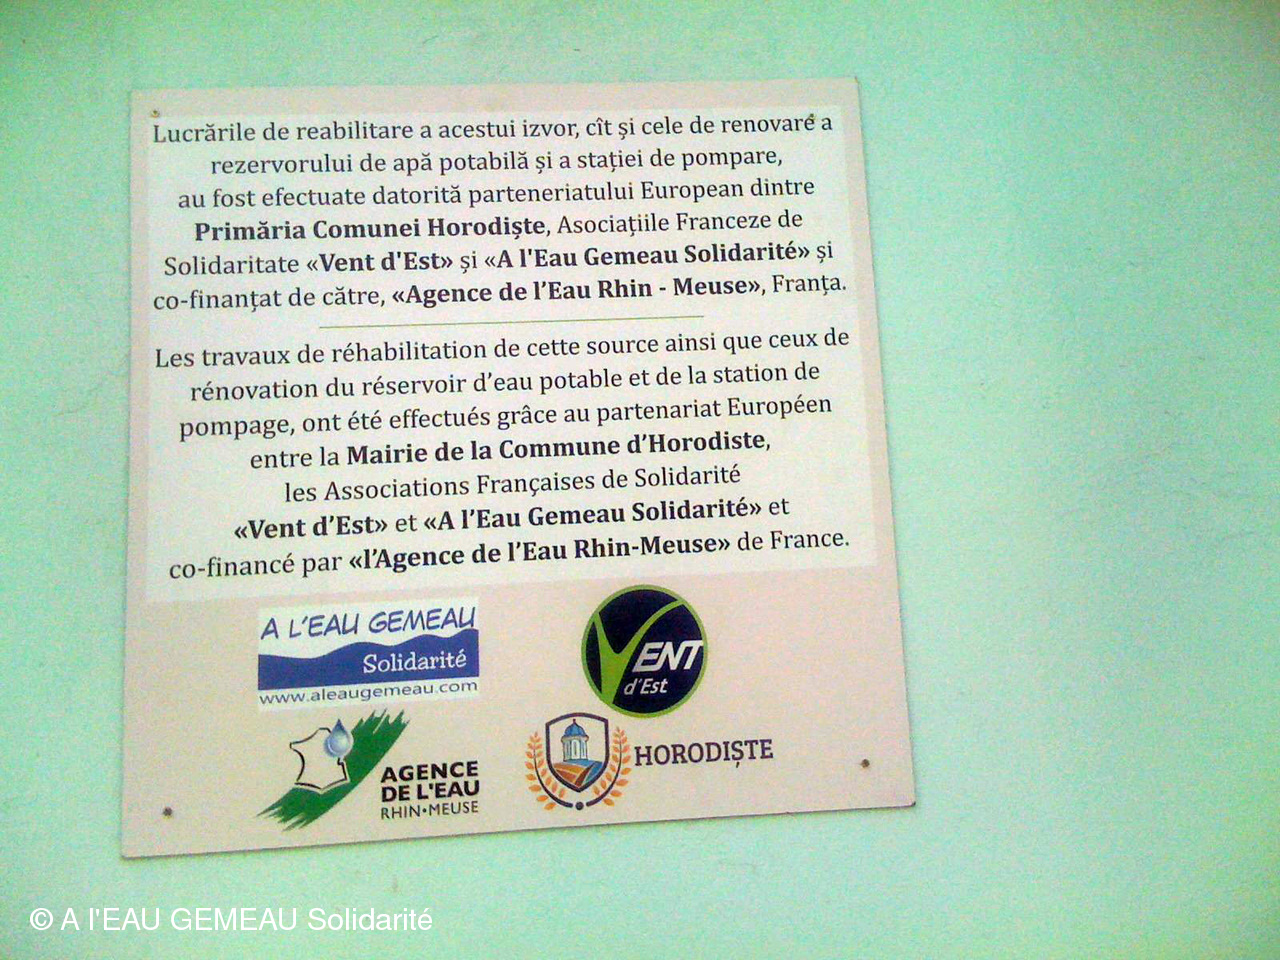 Lucrările de reabilitare a acestui izvor, cît și cele de renovare a
rezervorului de apă potabilă și a stației de pompare,
au fost efectuate datorită parteneriatului European dintre
Primăria Comunei Horodiște, Asociațiile Franceze de
Solidaritate «Vent d'Est» și «A l'Eau Gemeau Solidarité» și
co-finanțat de către, «Agence de l’Eau Rhin - Meuse», Franța.
Les travaux de réhabilitation de cette source ainsi que ceux de
rénovation du réservoir d’eau potable et de la station de
pompage, ont été effectués grâce au partenariat Européen
entre la Mairie de la Commune d’Horodiste,
les Associations Françaises de Solidarité
«Vent d’Est» et «A l’Eau Gemeau Solidarité» et
co-financé par «l’Agence de l’Eau Rhin-Meuse» de France.
A L’EAU GEMEAU
Solidarité
www.aleaugemeau.com
VENT
d’Est
AGENCE
DE L'EAU
RHIN•MEUSE
HORODIȘTE
© A l'EAU GEMEAU Solidarité